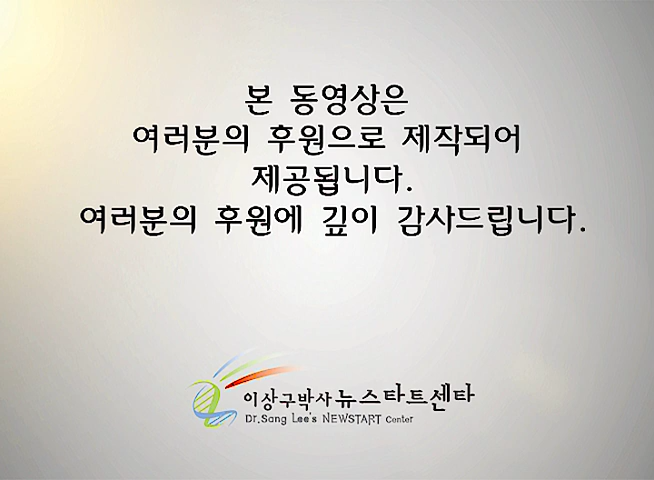 본 동영상은
여러분의 후원으로 제작되어
제공됩니다.
여러분의 후원에 깊이 감사드립니다.
이상구박사 뉴스타트센타
Dr.Sang Lee's NEWSTART Center